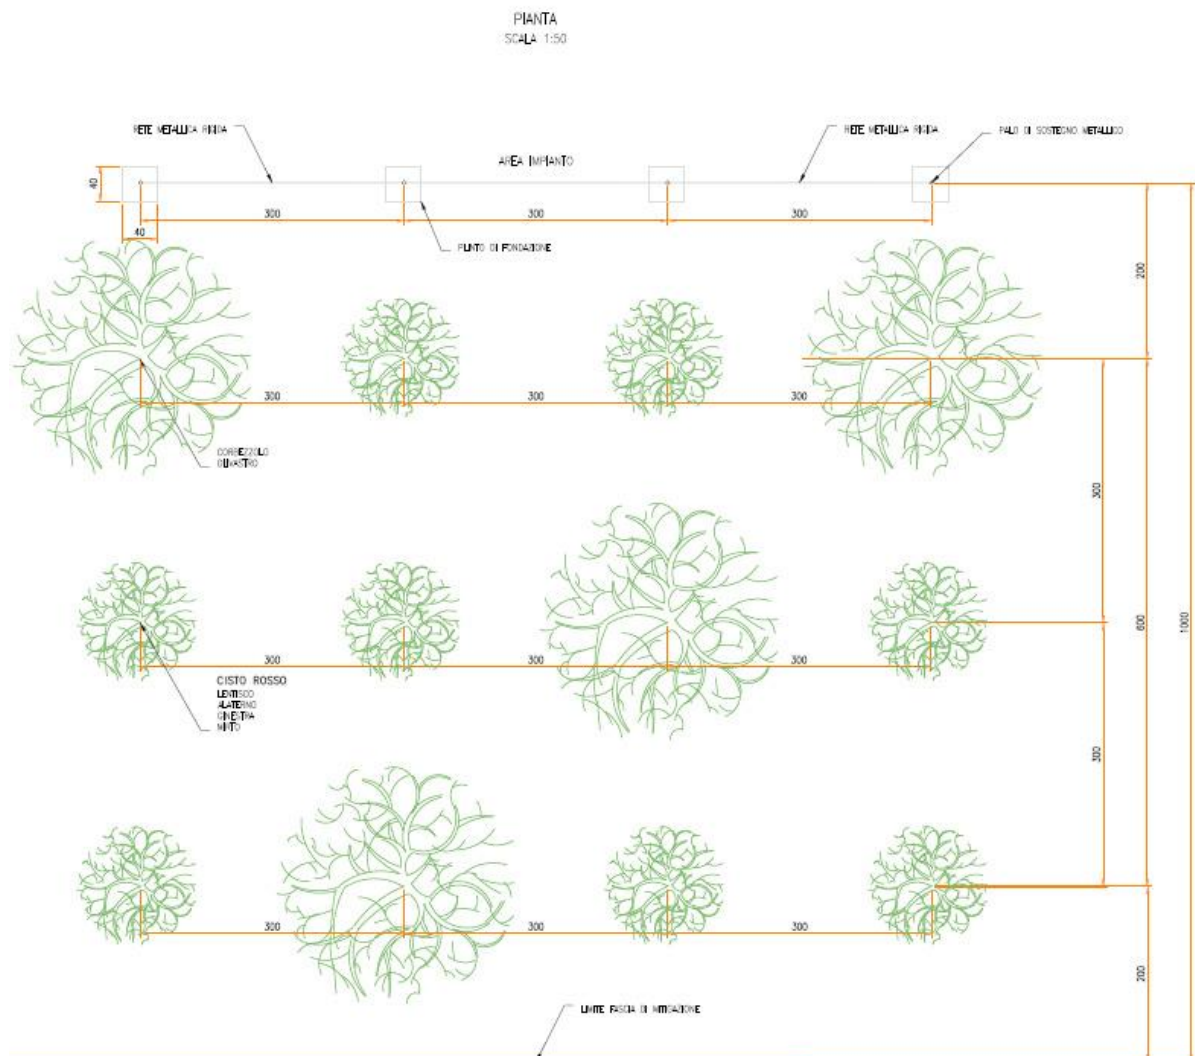 PIANTA
SCALA 1:50
RETE METALLICA RIGIDA
RETE METALLICA RIGIDA
PALO DI SOSTEGNO METALLICO
AREA IMPIANTO
40
300
300
300
40
PLINTO DI FONDAZIONE
200
300
300
300
CORBEZZOLO
OLIVASTRO
300
600
1000
300
300
300
CISTO ROSSO
LENTISCO
ALATERNO
GINESTRA
MIRTO
300
300
300
300
200
LIMITE FASCIA DI MITIGAZIONE